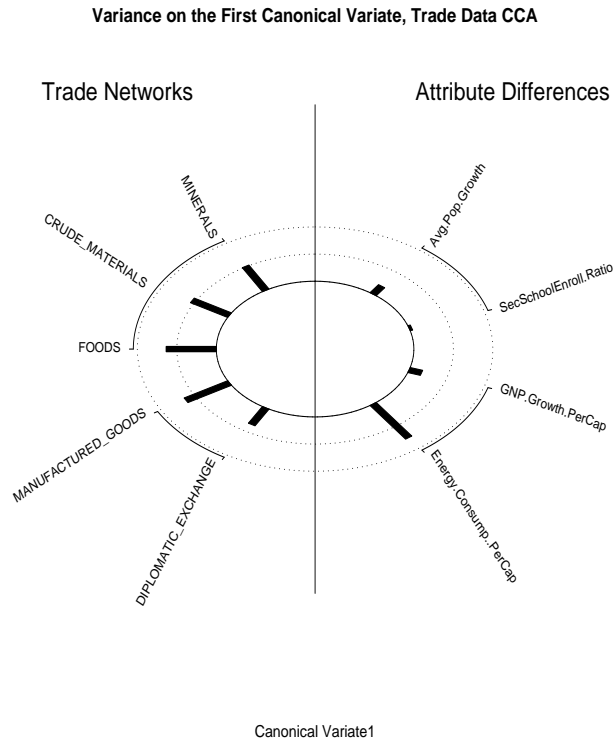 Variance on the First Canonical Variate, Trade Data CCA
Trade Networks
Attribute Differences
MINERALS
CRUDE_MATERIALS
FOODS
MANUFACTURED_GOODS
DIPLOMATIC_EXCHANGE
Avg.Pop.Growth
SecSchoolEnroll.Ratio
GNP.Growth.PerCap
Energy.Consump..PerCap
Canonical Variate1